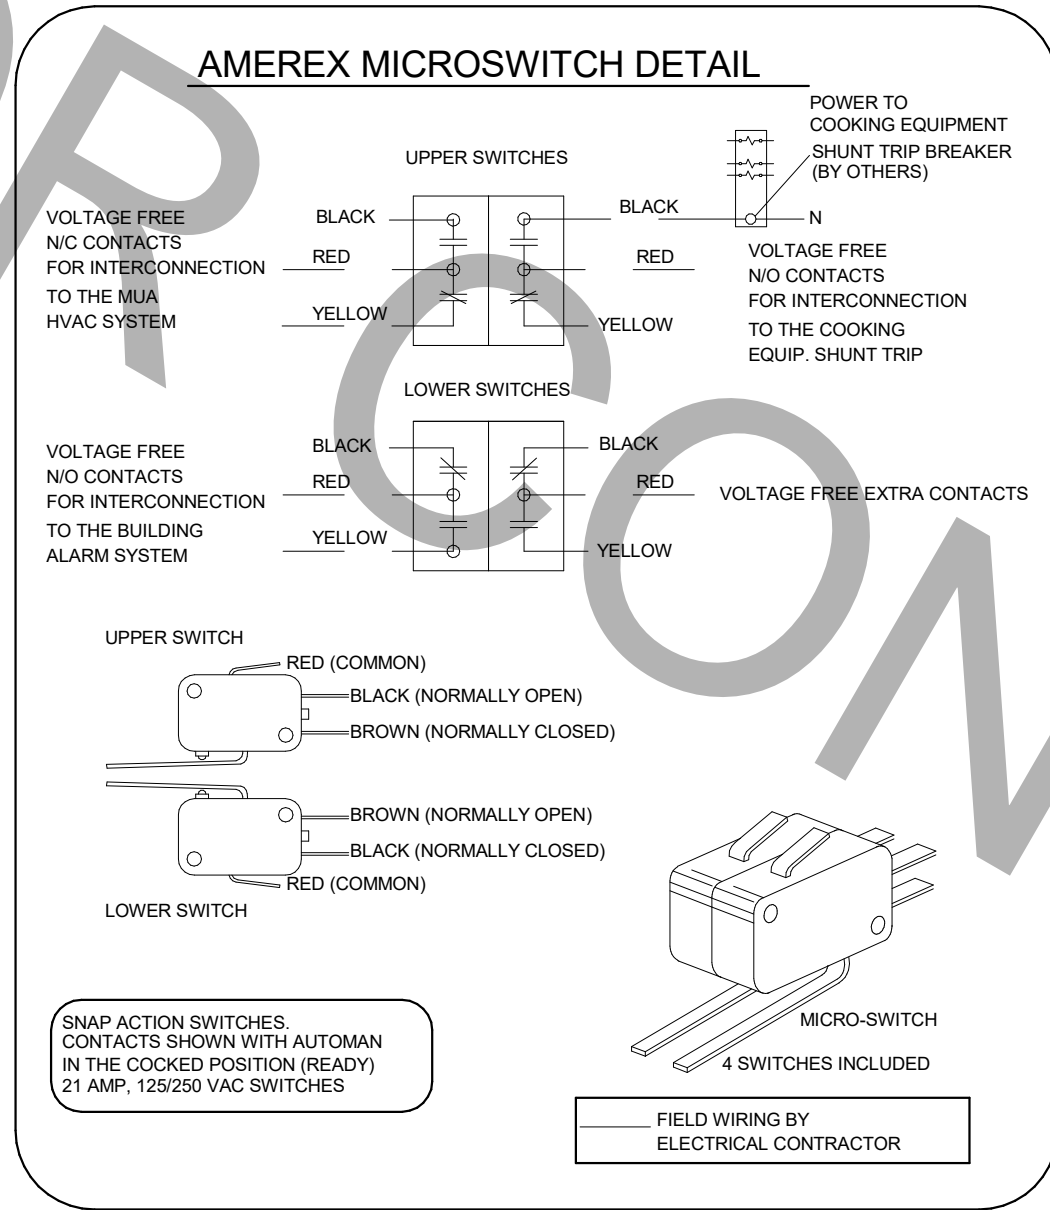 AMEREX MICROSWITCH DETAIL
POWER TO
COOKING EQUIPMENT
SHUNT TRIP BREAKER
(BY OTHERS)
N
UPPER SWITCHES
VOLTAGE FREE
N/C CONTACTS
FOR INTERCONNECTION
TO THE MUA
HVAC SYSTEM
BLACK
RED
YELLOW
BLACK
RED
YELLOW
VOLTAGE FREE
N/O CONTACTS
FOR INTERCONNECTION
TO THE COOKING
EQUIP. SHUNT TRIP
LOWER SWITCHES
VOLTAGE FREE
N/O CONTACTS
FOR INTERCONNECTION
TO THE BUILDING
ALARM SYSTEM
BLACK
RED
YELLOW
BLACK
RED
YELLOW
VOLTAGE FREE EXTRA CONTACTS
UPPER SWITCH
RED (COMMON)
BLACK (NORMALLY OPEN)
BROWN (NORMALLY CLOSED)
BROWN (NORMALLY OPEN)
BLACK (NORMALLY CLOSED)
RED (COMMON)
LOWER SWITCH
SNAP ACTION SWITCHES.
CONTACTS SHOWN WITH AUTOMAN
IN THE COCKED POSITION (READY)
21 AMP, 125/250 VAC SWITCHES
MICRO-SWITCH
4 SWITCHES INCLUDED
FIELD WIRING BY
ELECTRICAL CONTRACTOR
R CON